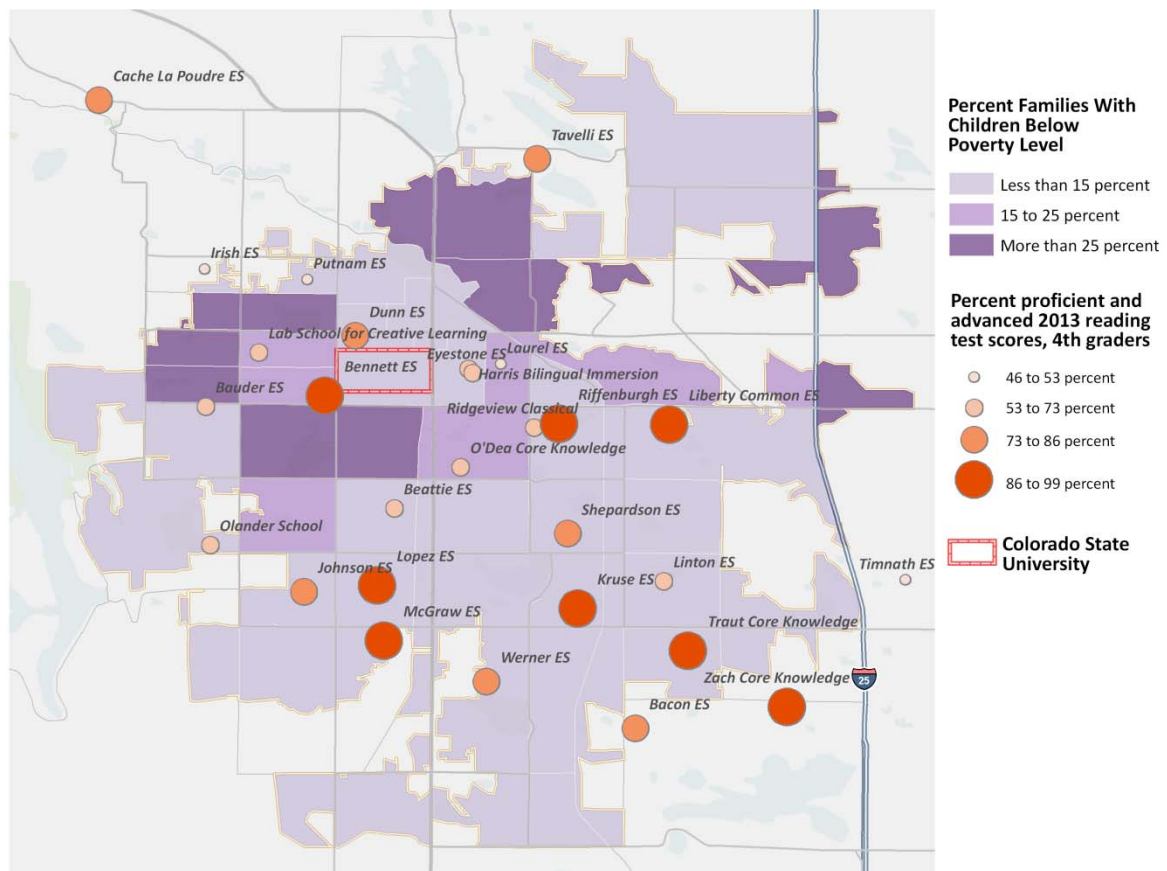 Cache La Poudre ES
Tavelli ES
Irish ES
Putnam ES
Dunn ES
Lab School for Creative Learning
Laurel ES
Eyestone ES
Bennett ES
Harris Bilingual Immersion
Bauder ES
Riffenburgh ES
Liberty Common ES
Ridgeview Classical
O'Dea Core Knowledge
Beattie ES
Shepardson ES
Olander School
Lopez ES
Linton ES
Timnath ES
Johnson ES
Kruse ES
McGraw ES
Traut Core Knowledge
Werner ES
Zach Core Knowledge
25
Bacon ES
Percent Families With
Children Below
Poverty Level
Less than 15 percent
15 to 25 percent
More than 25 percent
Percent proficient and
advanced 2013 reading
test scores, 4th graders
46 to 53 percent
53 to 73 percent
73 to 86 percent
86 to 99 percent
Colorado State
University